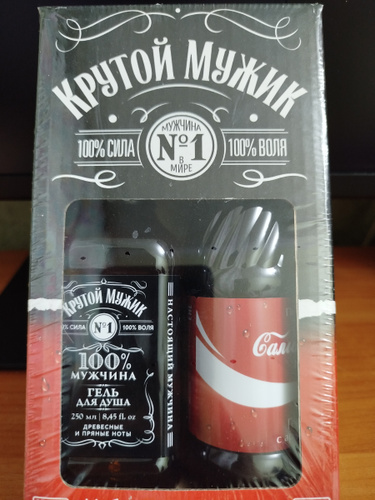 КРУТОЙ МУЖИК
МУЖЧИНА
100% СИЛА
№1
100% ВОЛЯ
В МИРЕ
КРУТОЙ МУЖИК
№1
100% ВОЛЯ
100%
МУЖЧИНА
ГЕЛЬ
ДЛЯ ДУША
250 мл | 8,45 fl. oz
ДРЕВЕСНЫЕ
И ПРЯНЫЕ НОТЫ
НАСТОЯЩИЙ МУЖЧИНА